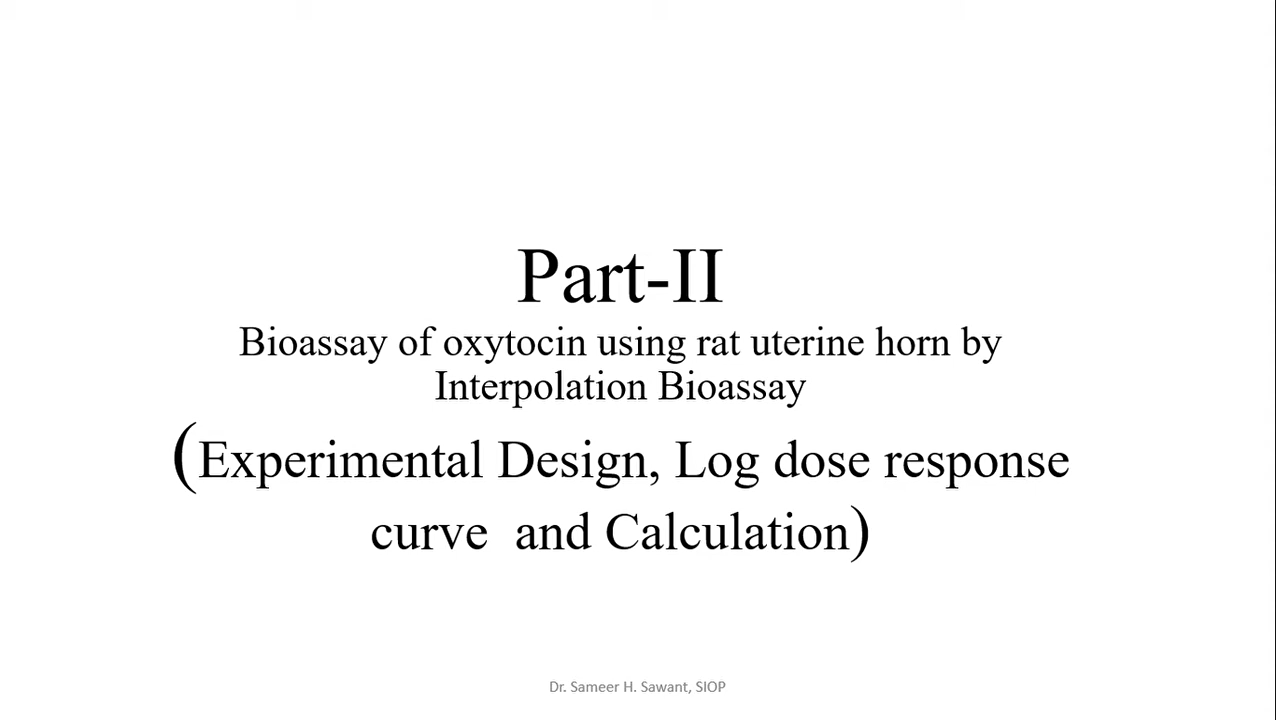 Part-II
Bioassay of oxytocin using rat uterine horn by
Interpolation Bioassay
(Experimental Design, Log dose response
curve  and Calculation)
Dr. Sameer H. Sawant, SIOP